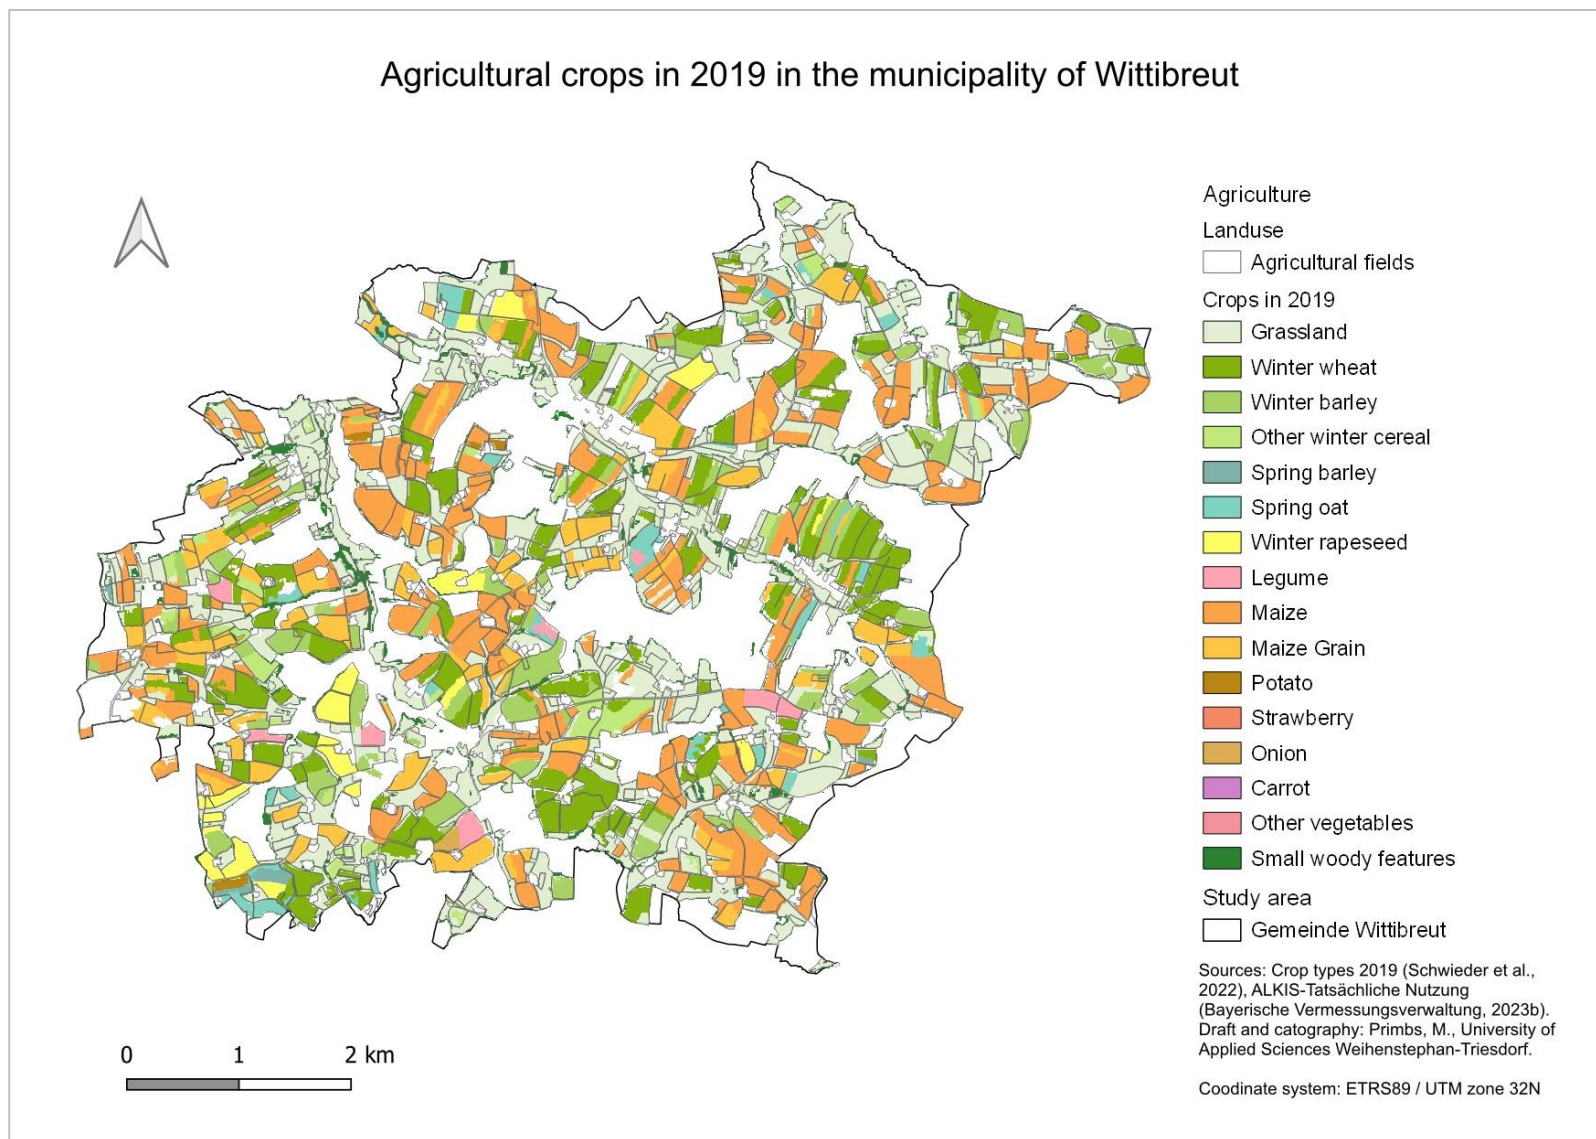 Agricultural crops in 2019 in the municipality of Wittibreut
Agriculture
Landuse
Agricultural fields
Crops in 2019
Grassland
Winter wheat
Winter barley
Other winter cereal
Spring barley
Spring oat
Winter rapeseed
Legume
Maize
Maize Grain
Potato
Strawberry
Onion
Carrot
Other vegetables
Small woody features
Study area
Gemeinde Wittibreut
Sources: Crop types 2019 (Schwieder et al.,
2022), ALKIS-Tatsächliche Nutzung
(Bayerische Vermessungsverwaltung, 2023b).
Draft and catography: Primbs, M., University of
Applied Sciences Weihenstephan-Triesdorf.
Coodinate system: ETRS89 / UTM zone 32N
0 1 2 km